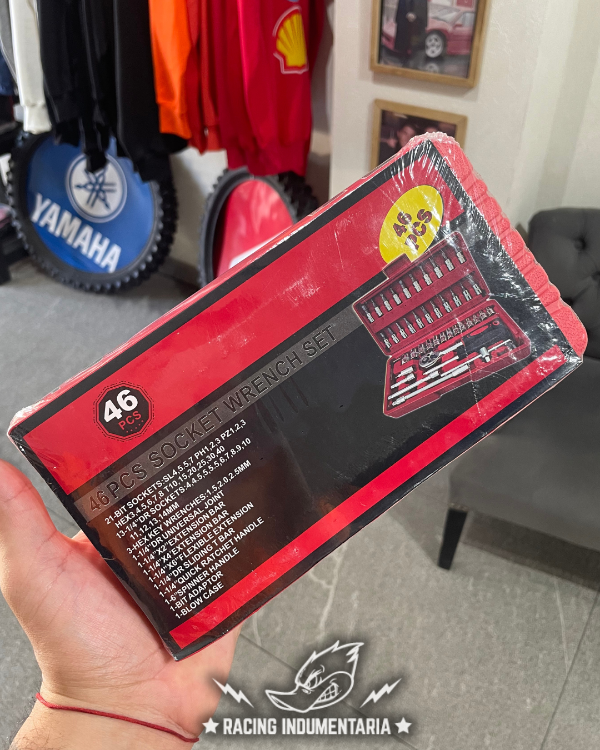 YAMAHA
46
PCS
46
PCS
46 PCS SOCKET WRENCH SET
21-BIT SOCKETS:SL4,5.5,7 PH1,2,3 PZ1,2,3
HEX3,4,5,6,7,8 T10,15,20,25,30,40
13-1/4"DR SOCKETS:4,4.5,5,5.5,6,7,8,9,10
11,12,13,14MM
3-HEX KEY WRENCHES:1.5,2.0,2.5MM
1-1/4"DR UNIVERSAL JOINT
1-1/4"X2"EXTENSION BAR
1-1/4"X4"EXTENSION BAR
1-1/4"X6"FLEXIBLE EXTENSION
1-1/4"DR SLIDING T BAR
1-1/4"QUICK RATCHET HANDLE
1-6"SPINNER HANDLE
1-BIT ADAPTOR
1-BLOW CASE
RACING INDUMENTARIA